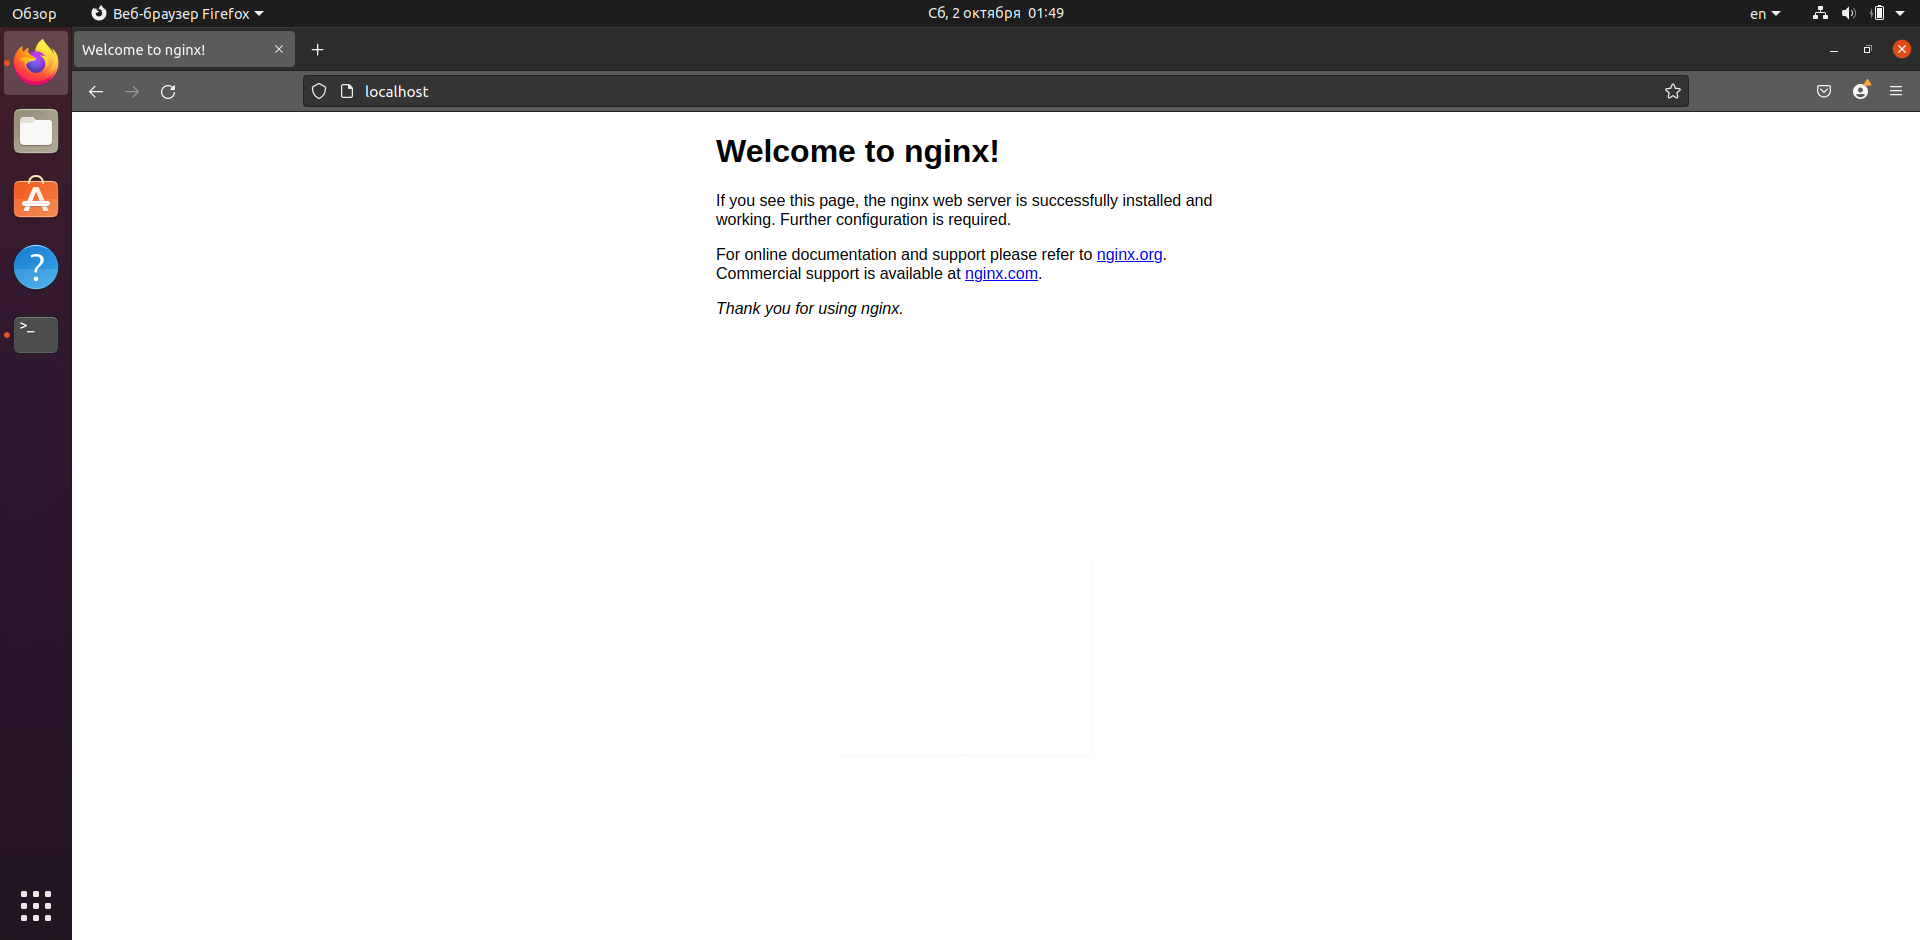 Обзор
Веб-браузер Firefox
Сб, 2 октября 01:49
en
Welcome to nginx!
localhost
>_
Welcome to nginx!
If you see this page, the nginx web server is successfully installed and
working. Further configuration is required.
For online documentation and support please refer to nginx.org.
Commercial support is available at nginx.com.
Thank you for using nginx.